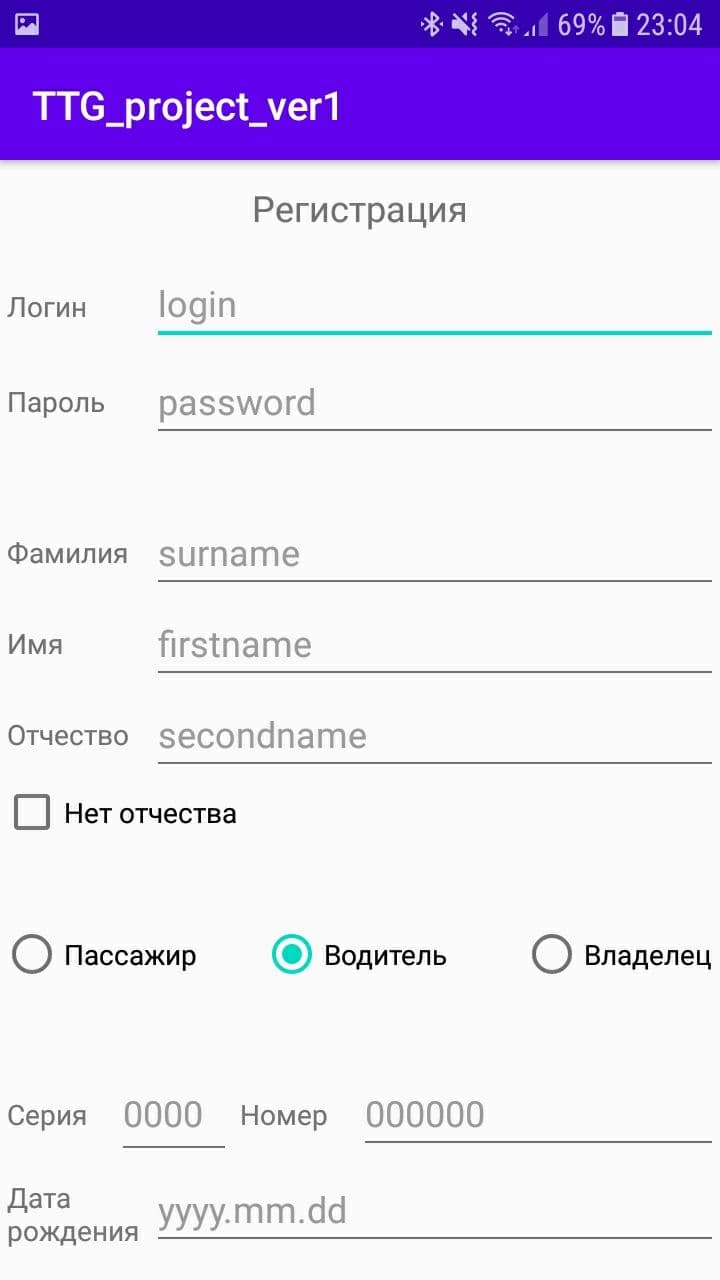 69% 23:04
TTG_project_ver1
Регистрация
Логин login
Пароль password
Фамилия surname
Имя firstname
Отчество secondname
Нет отчества
Пассажир Водитель Владелец
Серия 0000 Номер 000000
Дата
рождения yyyy.mm.dd